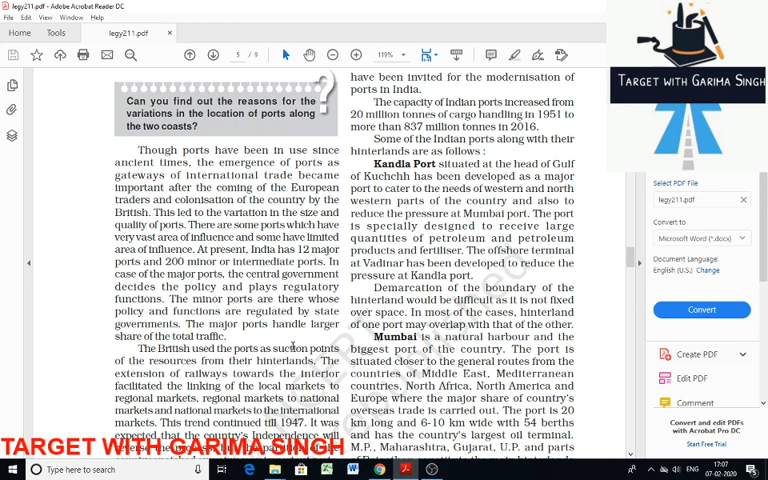 legy211.pdf - Adobe Acrobat Reader DC
File Edit View Window Help
Home Tools legy211.pdf ×
5 / 9 119%
Can you find out the reasons for the
variations in the location of ports along
the two coasts?
?
Though ports have been in use since
ancient times, the emergence of ports as
gateways of international trade became
important after the coming of the European
traders and colonisation of the country by the
British. This led to the variation in the size and
quality of ports. There are some ports which have
very vast area of influence and some have limited
area of influence. At present, India has 12 major
ports and 200 minor or intermediate ports. In
case of the major ports, the central government
decides the policy and plays regulatory
functions. The minor ports are there whose
policy and functions are regulated by state
governments. The major ports handle larger
share of the total traffic.
The British used the ports as suction points
of the resources from their hinterlands. The
extension of railways towards the interior
facilitated the linking of the local markets to
regional markets, regional markets to national
markets and national markets to the international
markets. This trend continued till 1947. It was
expected that the country's Independence will
have been invited for the modernisation of
ports in India.
The capacity of Indian ports increased from
20 million tonnes of cargo handling in 1951 to
more than 837 million tonnes in 2016.
Some of the Indian ports along with their
hinterlands are as follows :
Kandla Port situated at the head of Gulf
of Kuchchh has been developed as a major
port to cater to the needs of western and north
western parts of the country and also to
reduce the pressure at Mumbai port. The port
is specially designed to receive large
quantities of petroleum and petroleum
products and fertiliser. The offshore terminal
at Vadinar has been developed to reduce the
pressure at Kandla port.
Demarcation of the boundary of the
hinterland would be difficult as it is not fixed
over space. In most of the cases, hinterland
of one port may overlap with that of the other.
Mumbai is a natural harbour and the
biggest port of the country. The port is
situated closer to the general routes from the
countries of Middle East, Mediterranean
countries, North Africa, North America and
Europe where the major share of country's
overseas trade is carried out. The port is 20
km long and 6-10 km wide with 54 berths
and has the country's largest oil terminal.
M.P., Maharashtra, Gujarat, U.P. and parts
TARGET WITH GARIMA SINGH
Select PDF File
legy211.pdf ×
Convert to
Microsoft Word (*.docx)
Document Language:
English (U.S.) Change
Convert
Create PDF
Edit PDF
Comment
Convert and edit PDFs
with Acrobat Pro DC
Start Free Trial
TARGET WITH GARIMA SINGH
Type here to search
ENG
17:07
07-02-2020